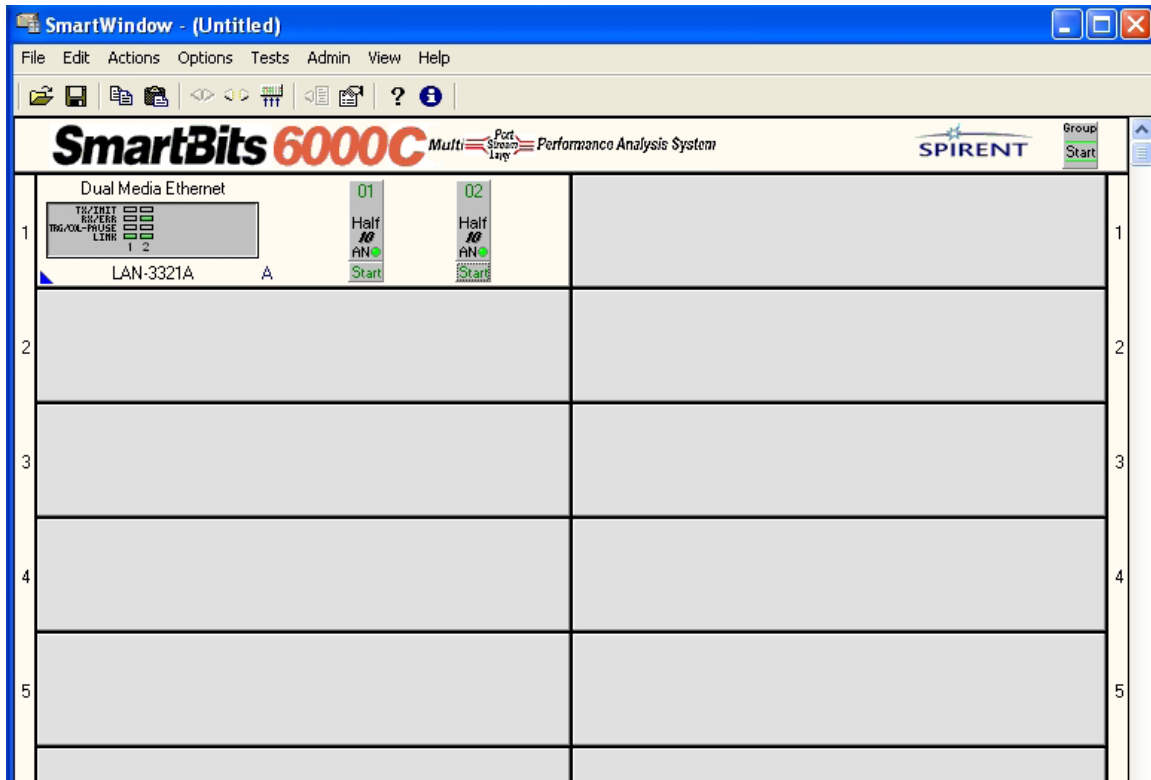 SmartWindow - (Untitled)
File Edit Actions Options Tests Admin View Help
SmartBits 6000C Multi Port Stream Layer Performance Analysis System
SPIRENT
Group
Start
1
Dual Media Ethernet
TX/INIT
RX/ERR
TRG/COL-PAUSE
LINK
1 2
LAN-3321A A
01
Half
10
AN
Start
02
Half
10
AN
Start
1
2 2
3 3
4 4
5 5